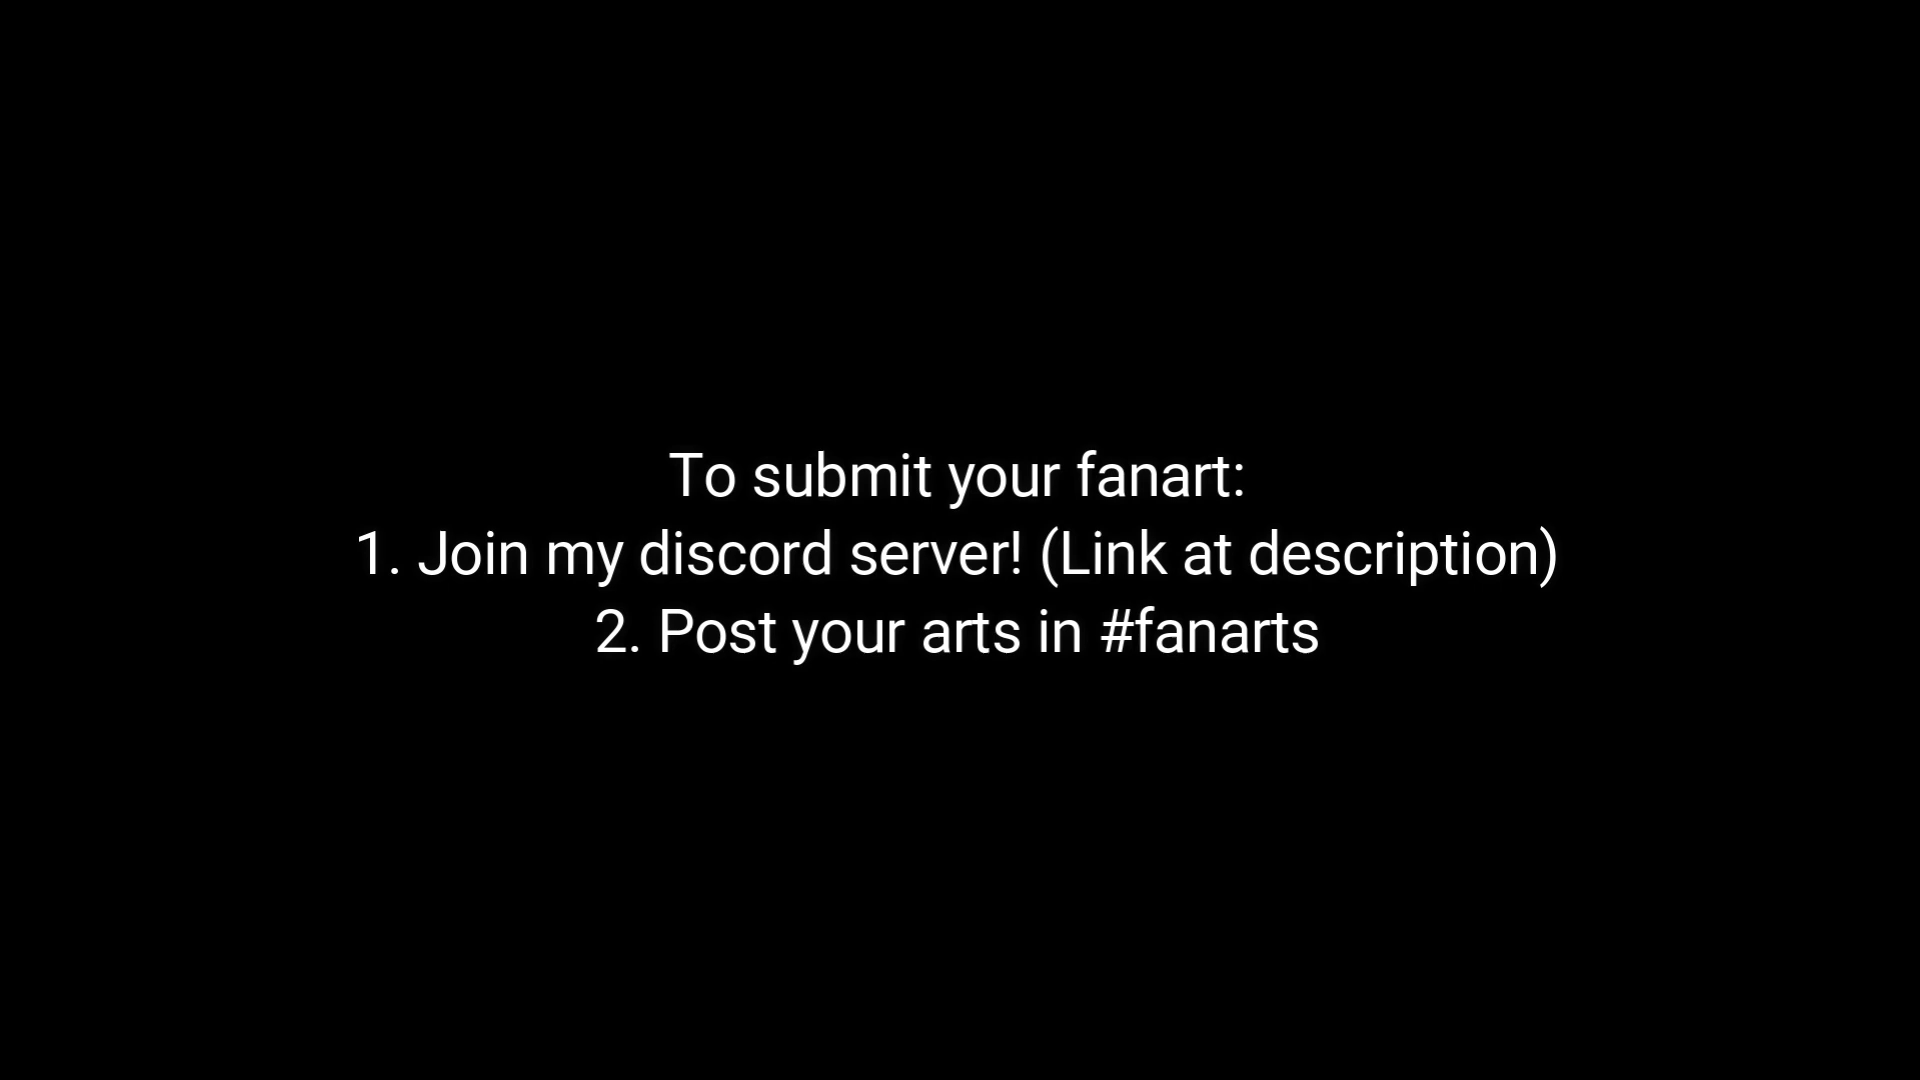 To submit your fanart:
1. Join my discord server! (Link at description)
2. Post your arts in #fanarts